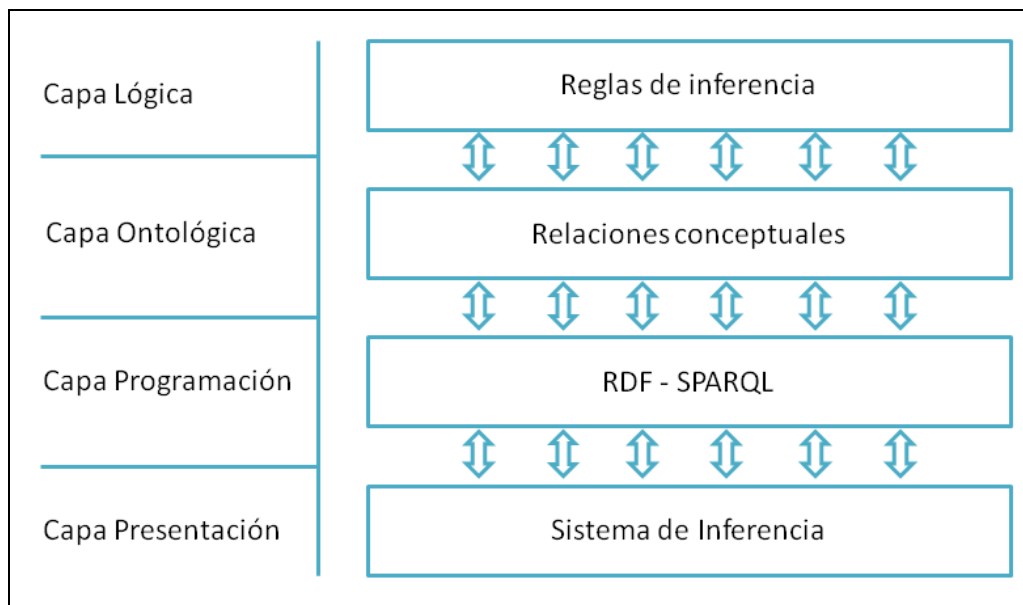 Capa Lógica
Reglas de inferencia
Capa Ontológica
Relaciones conceptuales
Capa Programación
RDF - SPARQL
Capa Presentación
Sistema de Inferencia